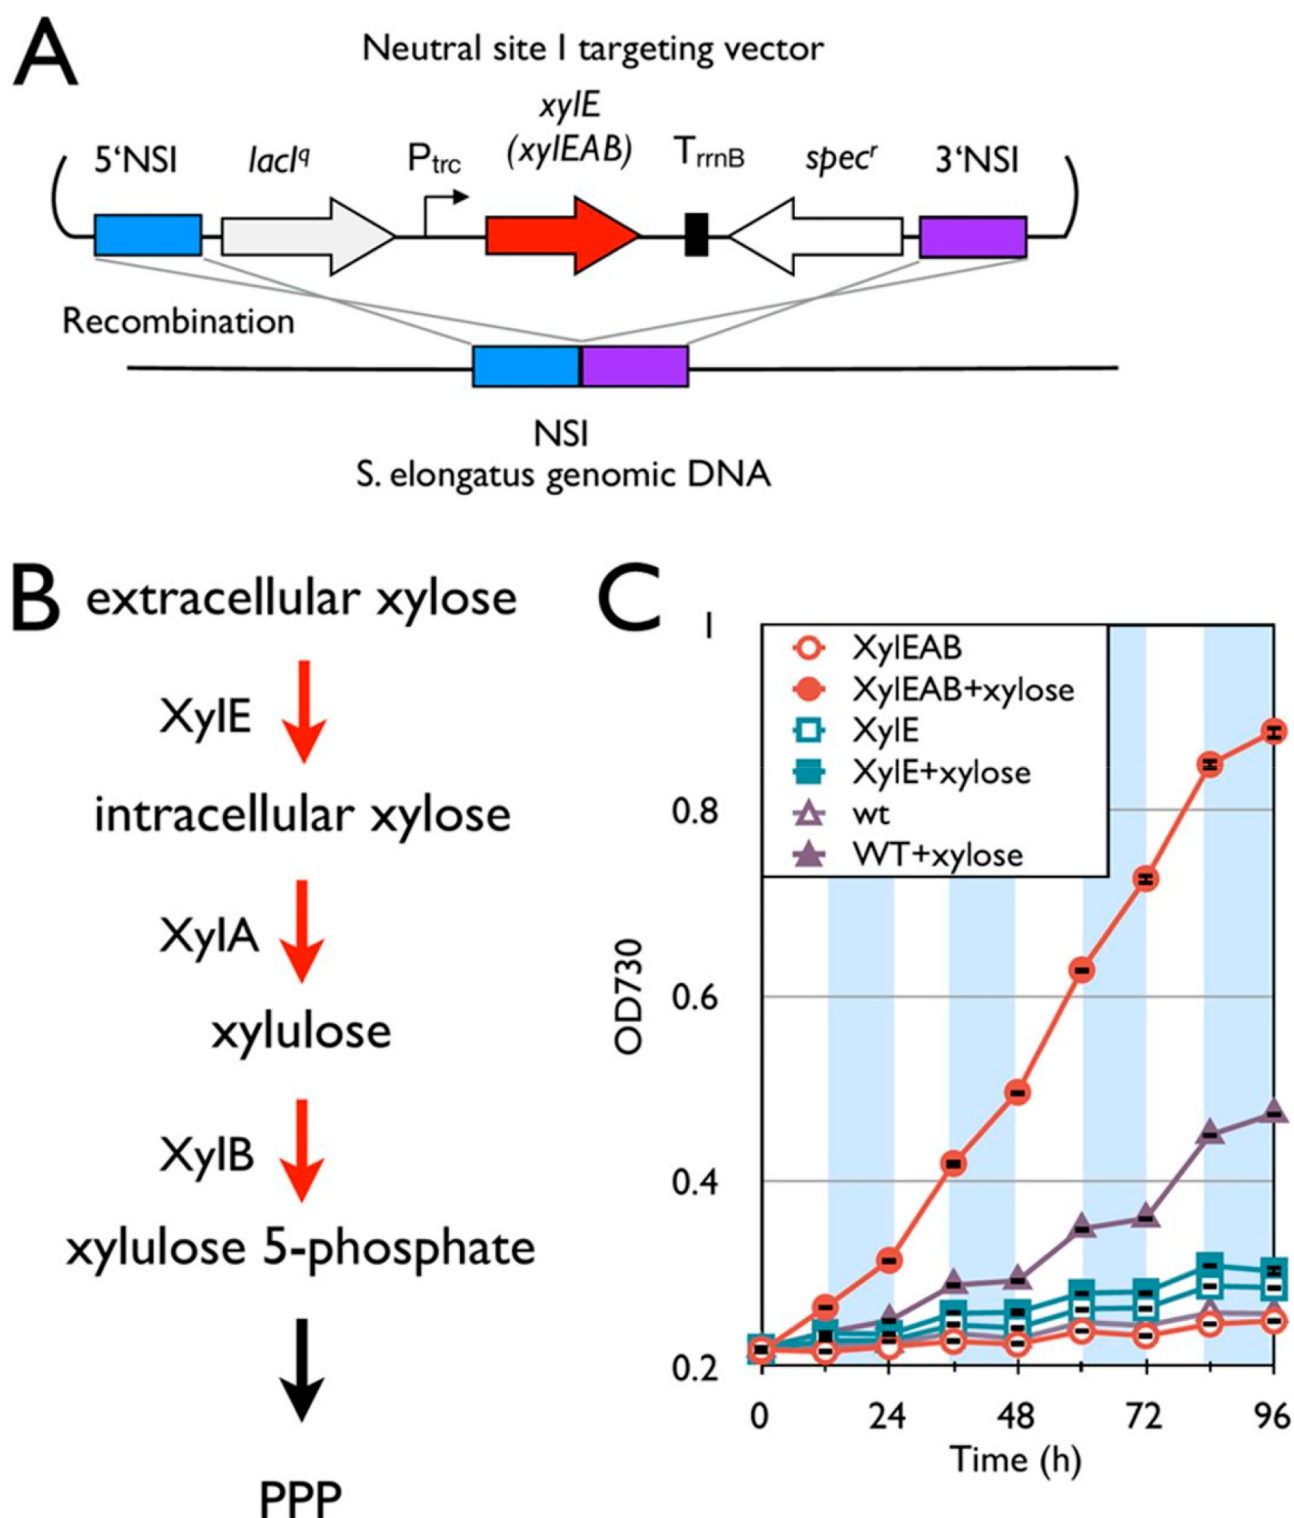 A
Neutral site I targeting vector
xylE
5‘NSI lacI^q P_trc (xylEAB) T_rrnB spec^r 3‘NSI
Recombination
NSI
S. elongatus genomic DNA
B
extracellular xylose
XylE
intracellular xylose
XylA
xylulose
XylB
xylulose 5-phosphate
PPP
C
1
XylEAB
XylEAB+xylose
XylE
XylE+xylose
wt
WT+xylose
0.8
0.6
0.4
0.2
OD730
0 24 48 72 96
Time (h)